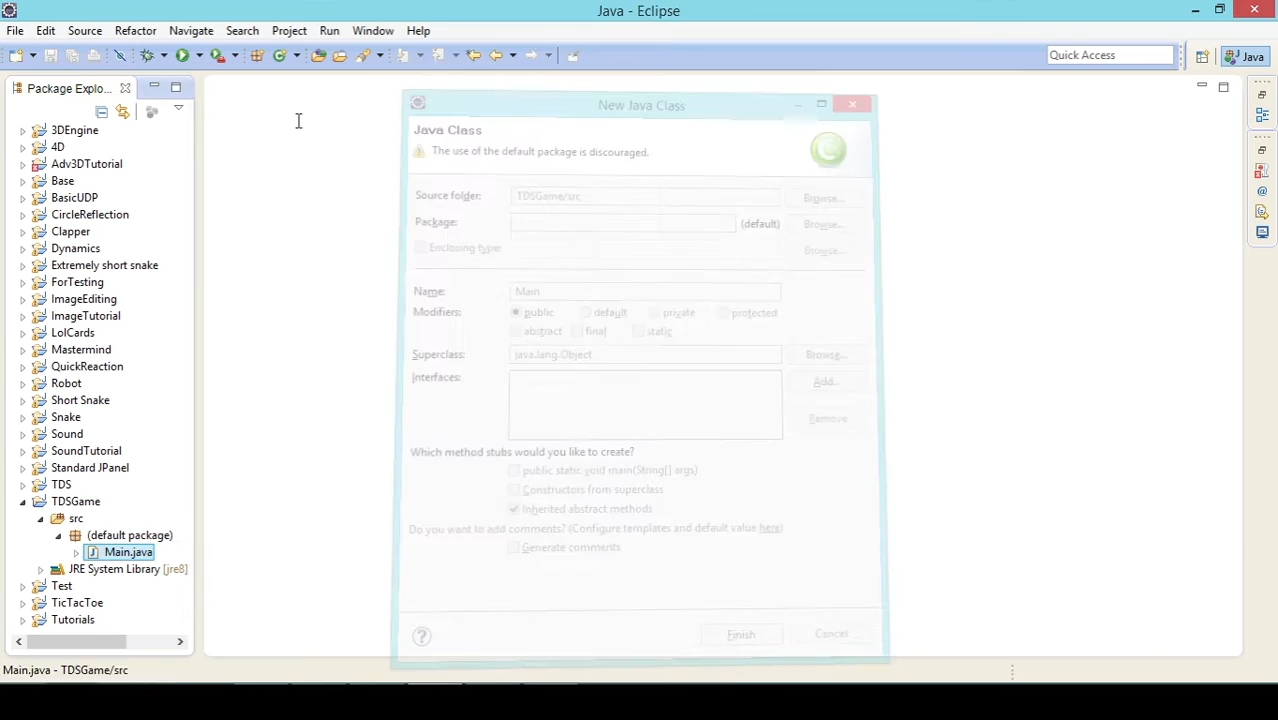 Java - Eclipse
File Edit Source Refactor Navigate Search Project Run Window Help
Quick Access
Java
Package Explo...
3DEngine
4D
Adv3DTutorial
Base
BasicUDP
CircleReflection
Clapper
Dynamics
Extremely short snake
ForTesting
ImageEditing
ImageTutorial
LolCards
Mastermind
QuickReaction
Robot
Short Snake
Snake
Sound
SoundTutorial
Standard JPanel
TDS
TDSGame
src
(default package)
Main.java
JRE System Library [jre8]
Test
TicTacToe
Tutorials
New Java Class
Java Class
The use of the default package is discouraged.
Source folder: TDSGame/src Browse...
Package: (default) Browse...
Enclosing type: Browse...
Name: Main
Modifiers: public default private protected
abstract final static
Superclass: java.lang.Object Browse...
Interfaces: Add...
Remove
Which method stubs would you like to create?
public static void main(String[] args)
Constructors from superclass
Inherited abstract methods
Do you want to add comments? (Configure templates and default value here)
Generate comments
? Finish Cancel
Main.java - TDSGame/src